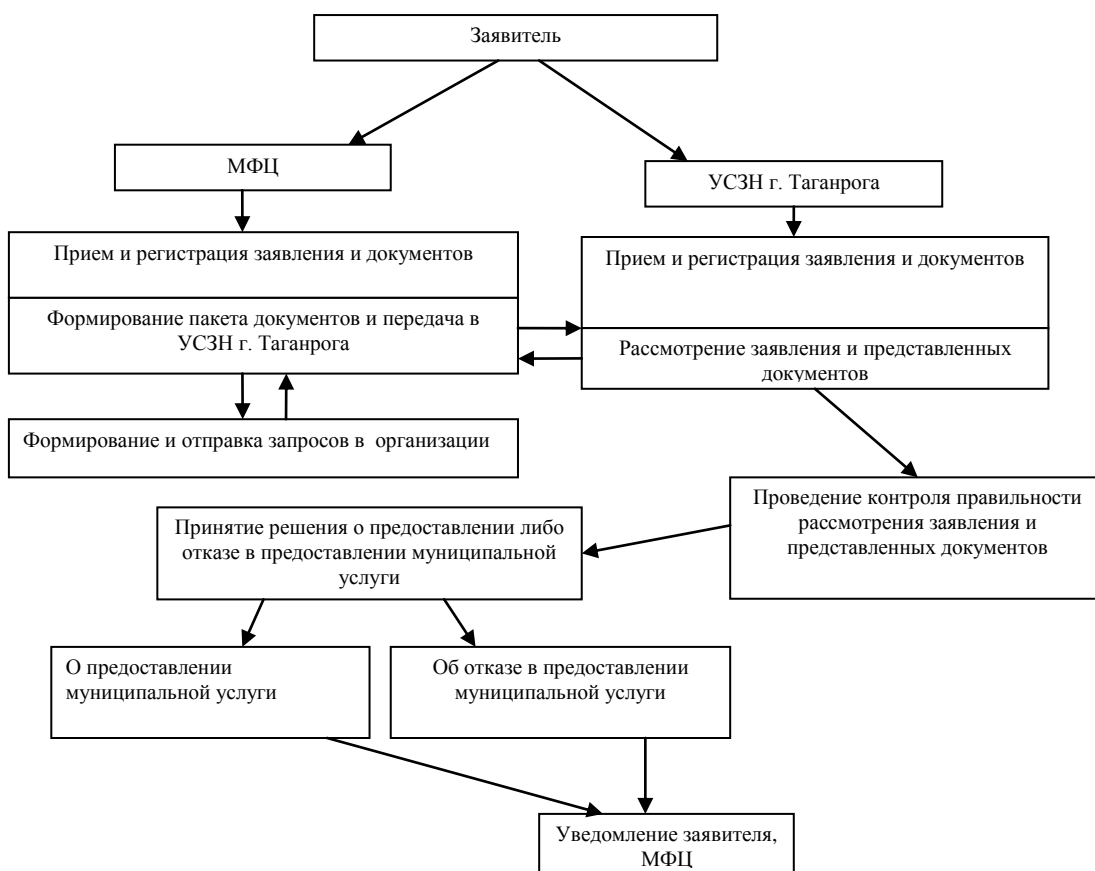 Заявитель
МФЦ
УСЗН г. Таганрога
Прием и регистрация заявления и документов
Прием и регистрация заявления и документов
Формирование пакета документов и передача в
УСЗН г. Таганрога
Рассмотрение заявления и представленных
документов
Формирование и отправка запросов в организации
Проведение контроля правильности
рассмотрения заявления и
представленных документов
Принятие решения о предоставлении либо
отказе в предоставлении муниципальной
услуги
О предоставлении
муниципальной услуги
Об отказе в предоставлении
муниципальной услуги
Уведомление заявителя,
МФЦ